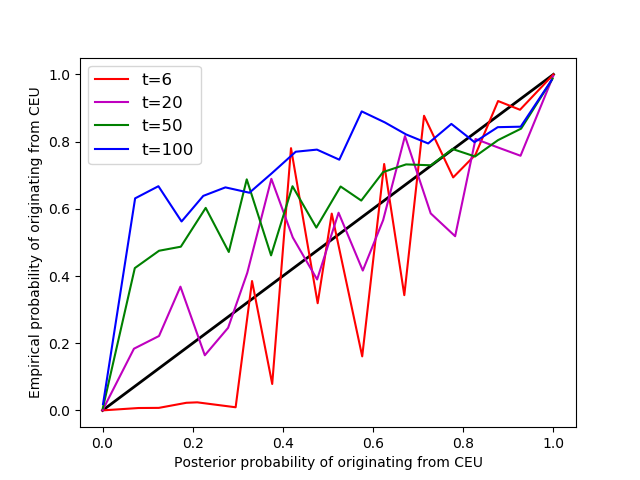 t=6
t=20
t=50
t=100
1.0
0.8
0.6
0.4
0.2
0.0
Empirical probability of originating from CEU
0.0 0.2 0.4 0.6 0.8 1.0
Posterior probability of originating from CEU